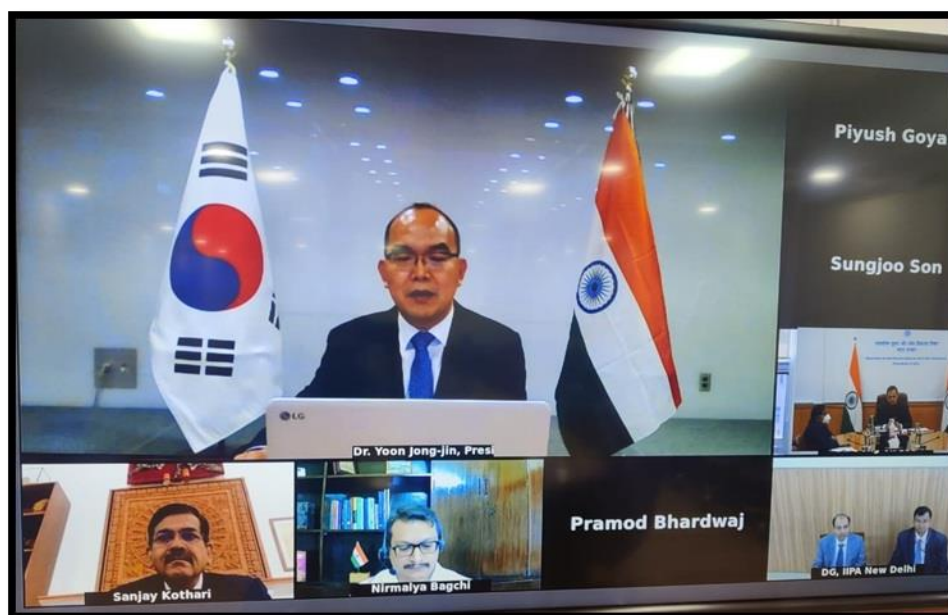 Piyush Goya
Sungjoo Son
LG
Dr. Yoon Jong-jin, Presi
Sanjay Kothari
Nirmalya Bagchi
Pramod Bhardwaj
DG, IIPA New Delhi